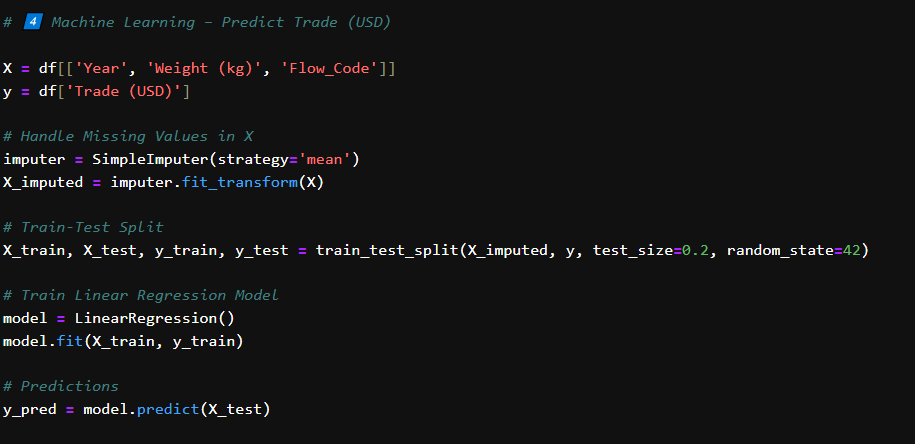 # 4️⃣ Machine Learning – Predict Trade (USD)
X = df[['Year', 'Weight (kg)', 'Flow_Code']]
y = df['Trade (USD)']
# Handle Missing Values in X
imputer = SimpleImputer(strategy='mean')
X_imputed = imputer.fit_transform(X)
# Train-Test Split
X_train, X_test, y_train, y_test = train_test_split(X_imputed, y, test_size=0.2, random_state=42)
# Train Linear Regression Model
model = LinearRegression()
model.fit(X_train, y_train)
# Predictions
y_pred = model.predict(X_test)